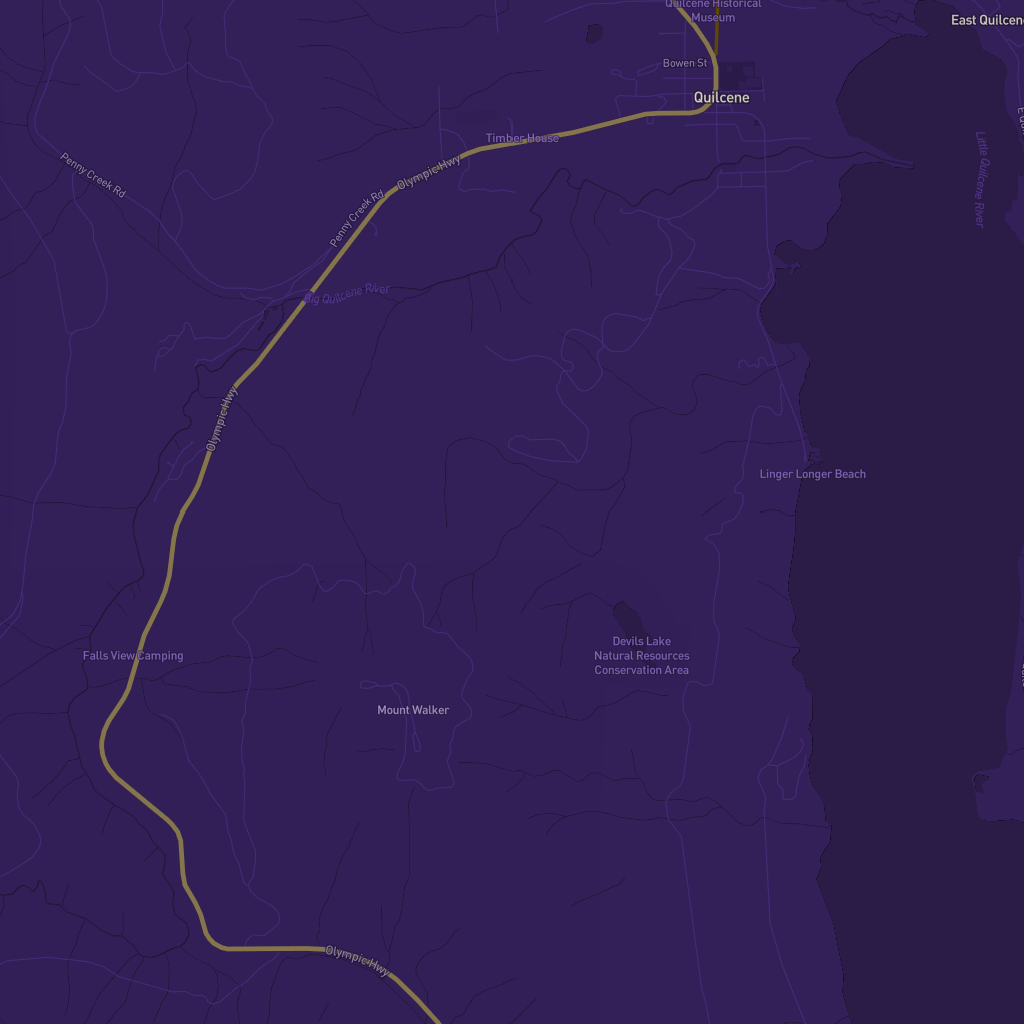 Quilcene Historical
Museum
East Quilcene
Bowen St
Quilcene
Timber House
Olympic Hwy
Penny Creek Rd
Penny Creek Rd
Little Quilcene River
Big Quilcene River
Olympic Hwy
Linger Longer Beach
Devils Lake
Natural Resources
Conservation Area
Falls View Camping
Mount Walker
Olympic Hwy